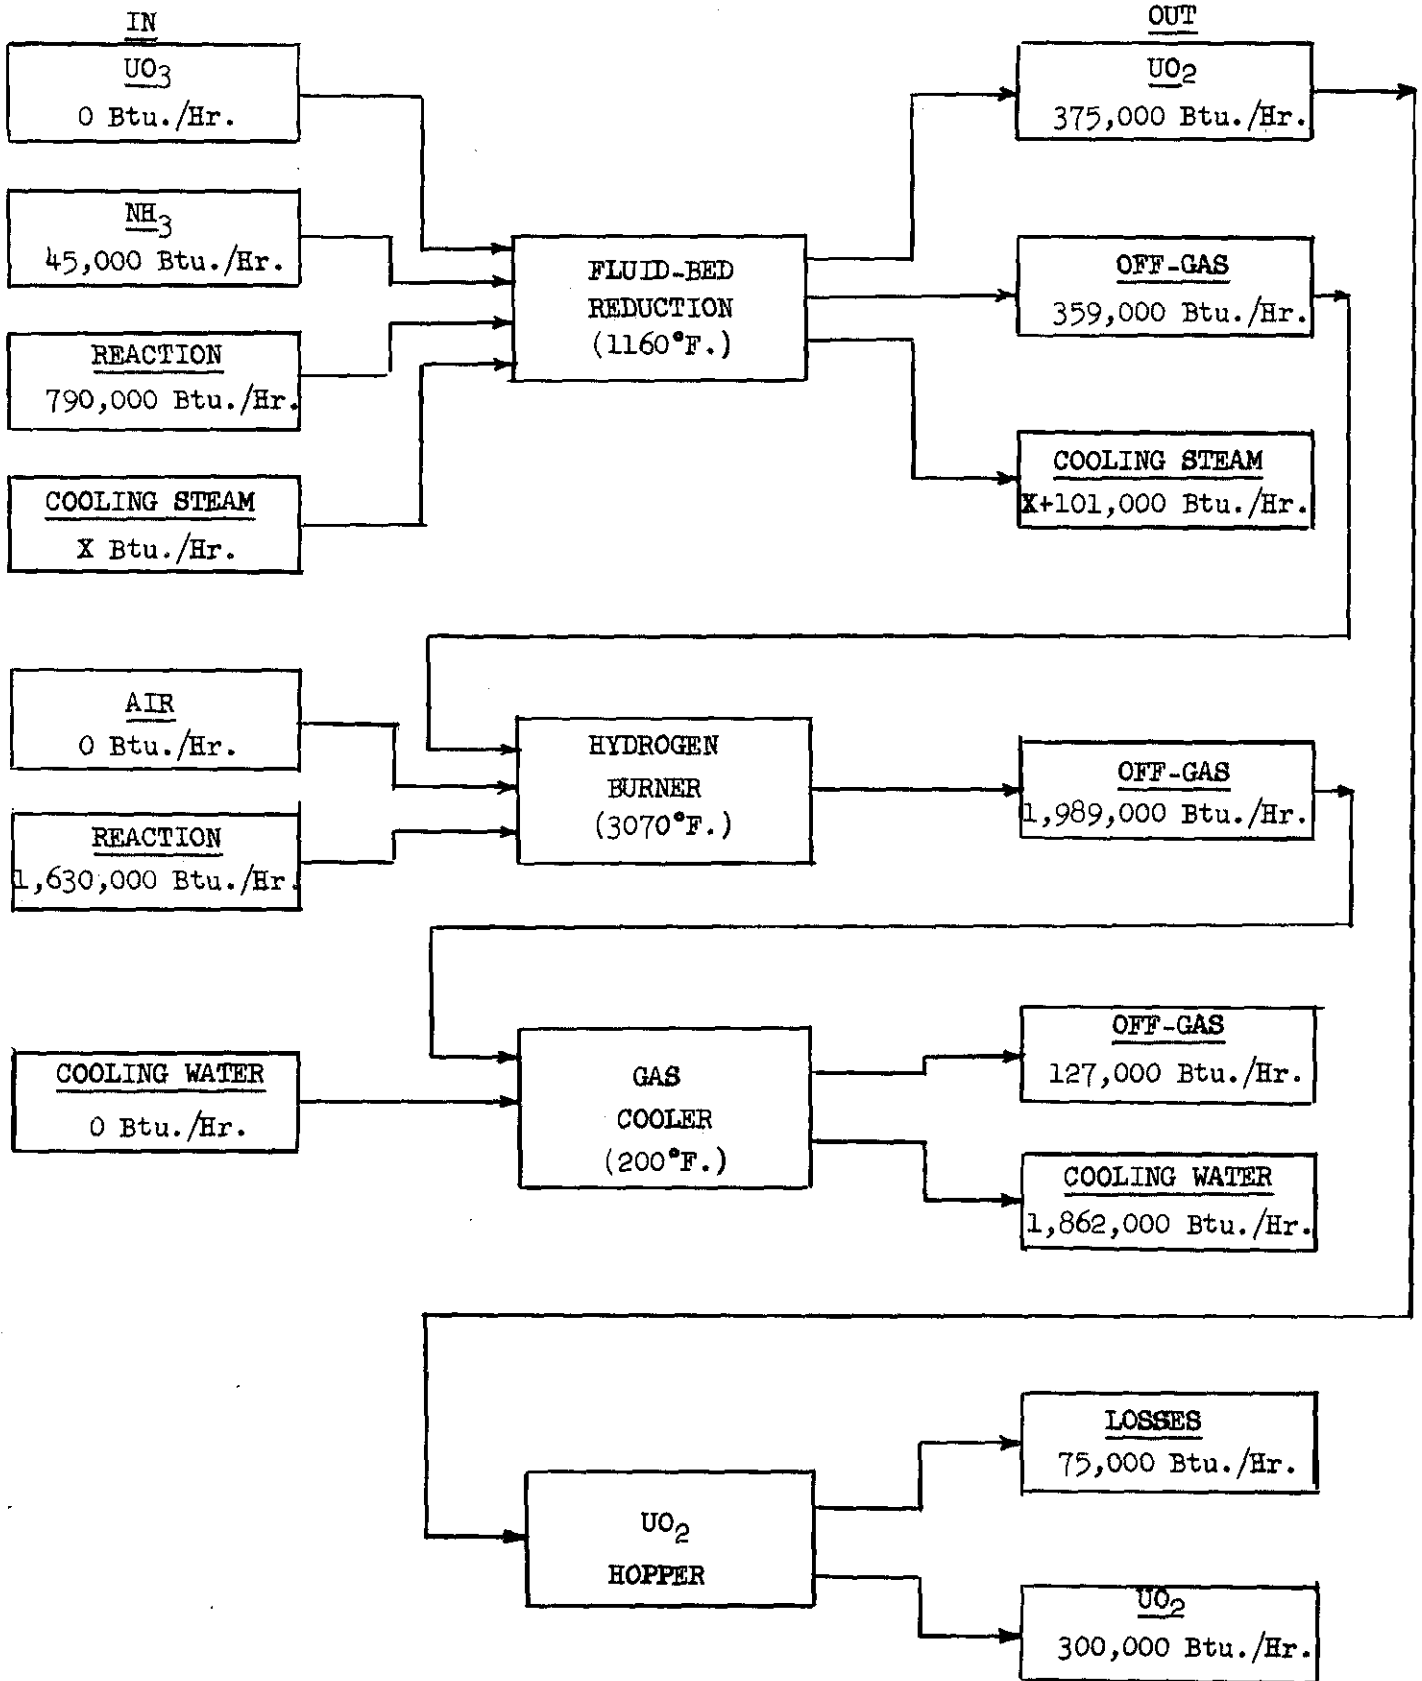 IN
UO3
0 Btu./Hr.
NH3
45,000 Btu./Hr.
REACTION
790,000 Btu./Hr.
COOLING STEAM
X Btu./Hr.
FLUID-BED
REDUCTION
(1160°F.)
OUT
UO2
375,000 Btu./Hr.
OFF-GAS
359,000 Btu./Hr.
COOLING STEAM
X+101,000 Btu./Hr.
AIR
0 Btu./Hr.
REACTION
1,630,000 Btu./Hr.
HYDROGEN
BURNER
(3070°F.)
OFF-GAS
1,989,000 Btu./Hr.
COOLING WATER
0 Btu./Hr.
GAS
COOLER
(200°F.)
OFF-GAS
127,000 Btu./Hr.
COOLING WATER
1,862,000 Btu./Hr.
UO2
HOPPER
LOSSES
75,000 Btu./Hr.
UO2
300,000 Btu./Hr.